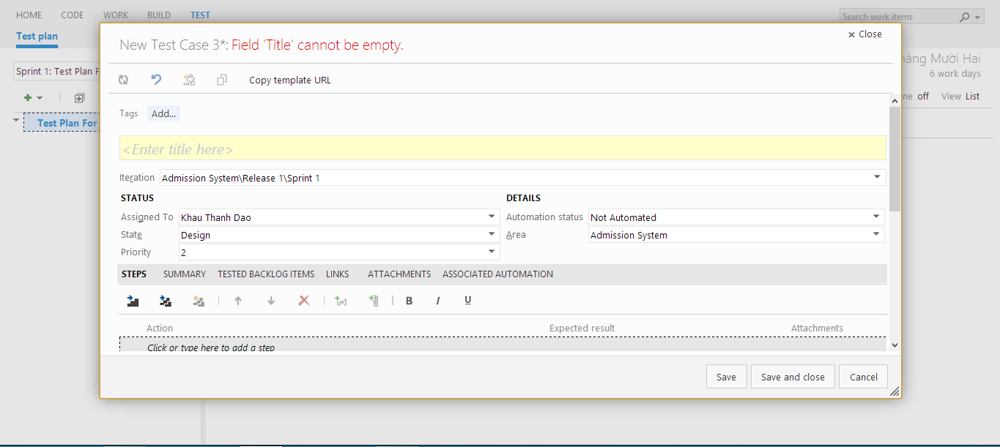 HOME CODE WORK BUILD TEST
Search work items
Test plan
New Test Case 3*: Field 'Title' cannot be empty.
Close
Mười Hai
6 work days
Sprint 1: Test Plan F
Copy template URL
off View List
Tags Add...
Test Plan For
<Enter title here>
Iteration Admission System\Release 1\Sprint 1
STATUS DETAILS
Assigned To Khau Thanh Dao Automation status Not Automated
State Design Area Admission System
Priority 2
STEPS SUMMARY TESTED BACKLOG ITEMS LINKS ATTACHMENTS ASSOCIATED AUTOMATION
B I U
Action Expected result Attachments
Click or type here to add a step
Save Save and close Cancel